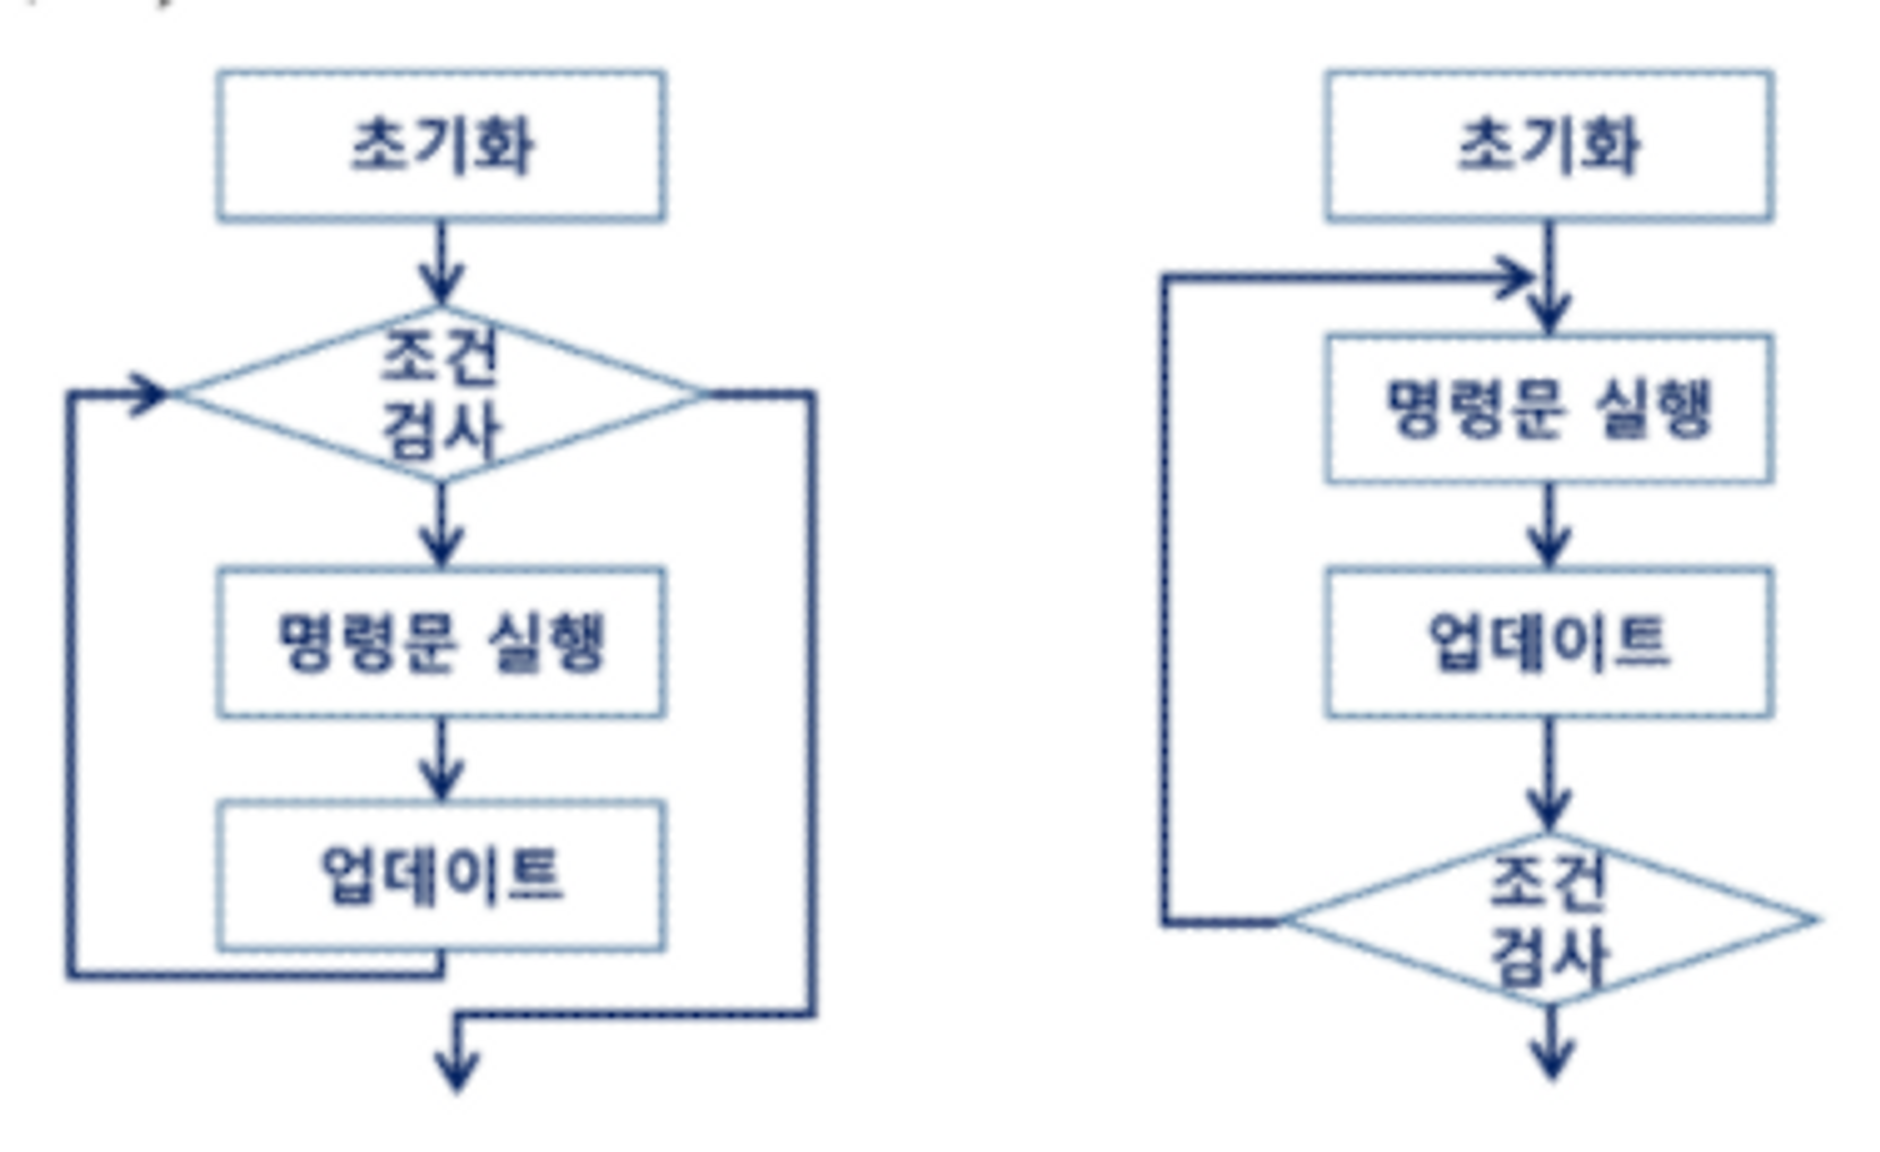 초기화
조건
검사
명령문 실행
업데이트
초기화
명령문 실행
업데이트
조건
검사